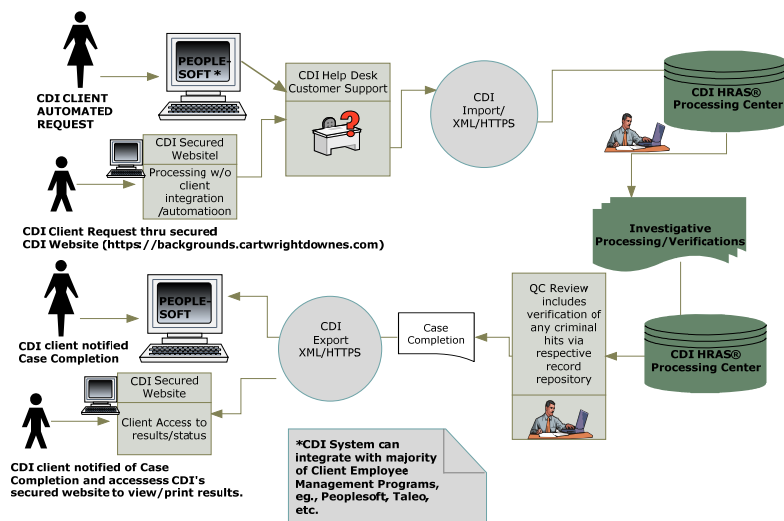 PEOPLE-
SOFT *
CDI CLIENT
AUTOMATED
REQUEST
CDI Help Desk
Customer Support
?
CDI
Import/
XML/HTTPS
CDI HRAS®
Processing Center
CDI Secured
Websitel
Processing w/o
client
integration
/automatioon
CDI Client Request thru secured
CDI Website (https://backgrounds.cartwrightdownes.com)
Investigative
Processing/Verifications
PEOPLE-
SOFT
CDI client notified
Case Completion
CDI
Export
XML/HTTPS
Case
Completion
QC Review
includes
verification of
any criminal
hits via
respective
record
repository
CDI HRAS®
Processing Center
CDI Secured
Website
Client Access to
results/status
CDI client notified of Case
Completion and accessess CDI's
secured website to view/print results.
*CDI System can
integrate with majority
of Client Employee
Management Programs,
eg., Peoplesoft, Taleo,
etc.